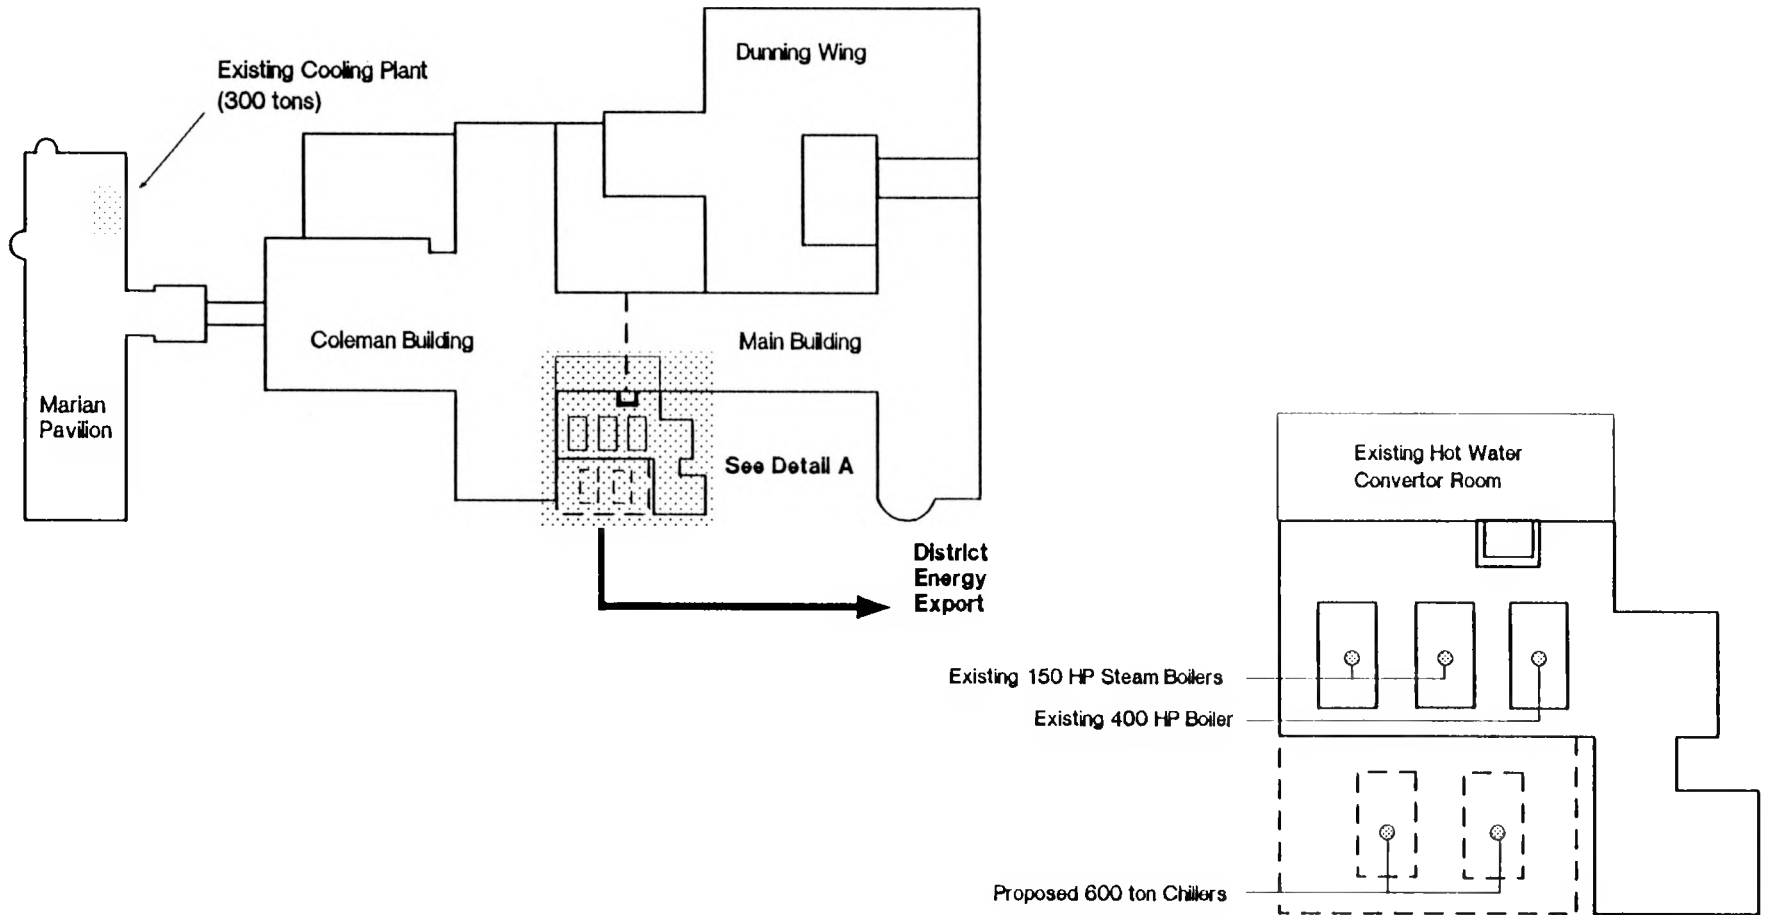 Dunning Wing
Existing Cooling Plant
(300 tons)
Coleman Building
Main Building
Marian
Pavilion
See Detail A
District
Energy
Export
Existing Hot Water
Convertor Room
Existing 150 HP Steam Boilers
Existing 400 HP Boiler
Proposed 600 ton Chillers